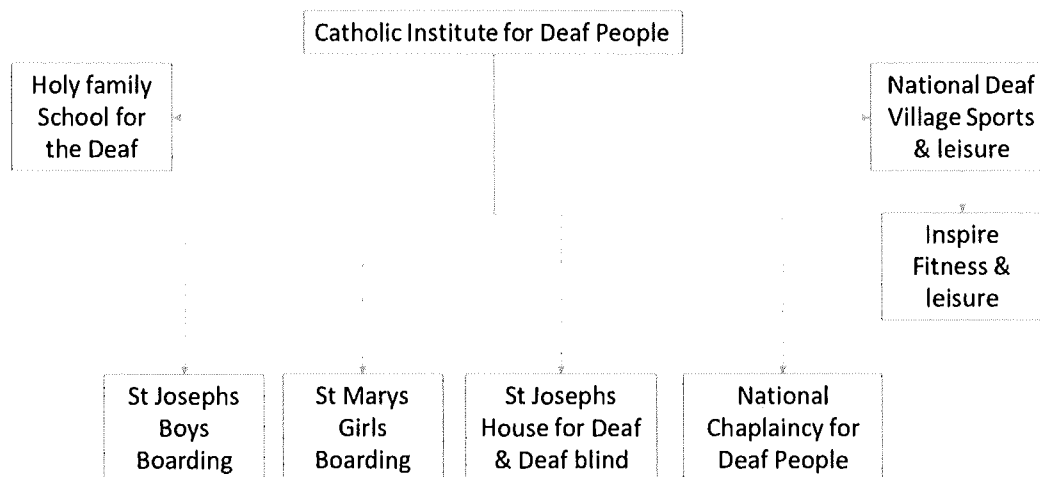 Catholic Institute for Deaf People
Holy family
School for
the Deaf
National Deaf
Village Sports
& leisure
Inspire
Fitness &
leisure
St Josephs
Boys
Boarding
St Marys
Girls
Boarding
St Josephs
House for Deaf
& Deaf blind
National
Chaplaincy for
Deaf People